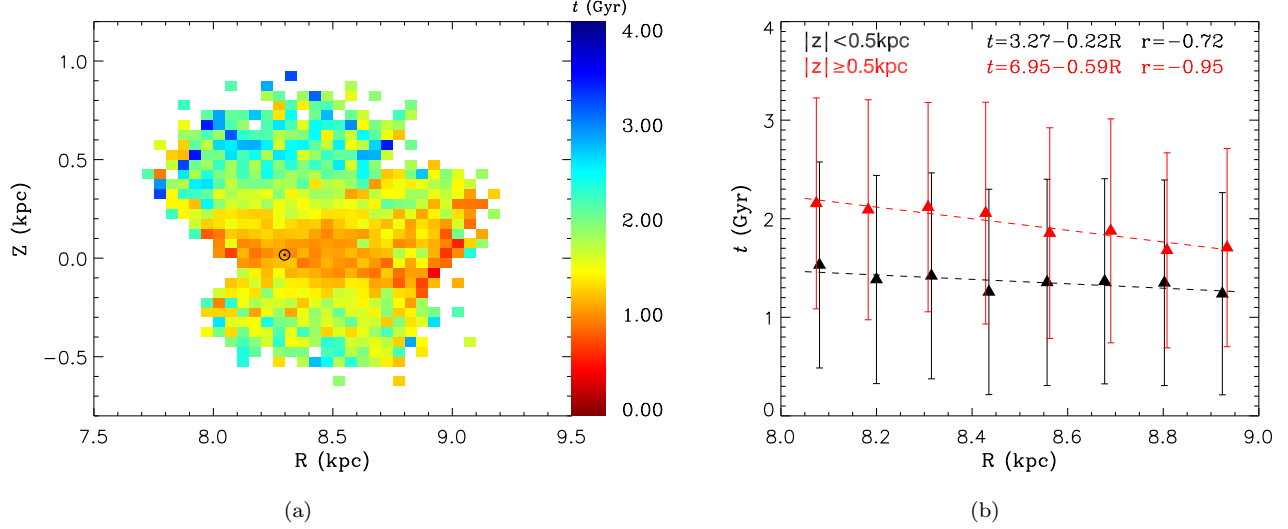 t (Gyr)
4.00
3.00
2.00
1.00
0.00
1.0
0.5
0.0
−0.5
Z (kpc)
7.5 8.0 8.5 9.0 9.5
R (kpc)
(a)
|z|<0.5kpc t=3.27−0.22R r=−0.72
|z|≥0.5kpc t=6.95−0.59R r=−0.95
4
3
2
1
0
t (Gyr)
8.0 8.2 8.4 8.6 8.8 9.0
R (kpc)
(b)